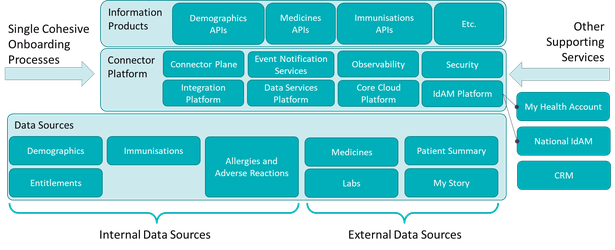 Single Cohesive
Onboarding
Processes
Information
Products
Demographics
APIs
Medicines
APIs
Immunisations
APIs
Etc.
Other
Supporting
Services
Connector
Platform
Connector Plane
Event Notification
Services
Observability
Security
Integration
Platform
Data Services
Platform
Core Cloud
Platform
IdAM Platform
My Health Account
National IdAM
CRM
Data Sources
Demographics
Immunisations
Allergies and
Adverse Reactions
Medicines
Patient Summary
Entitlements
Labs
My Story
Internal Data Sources
External Data Sources